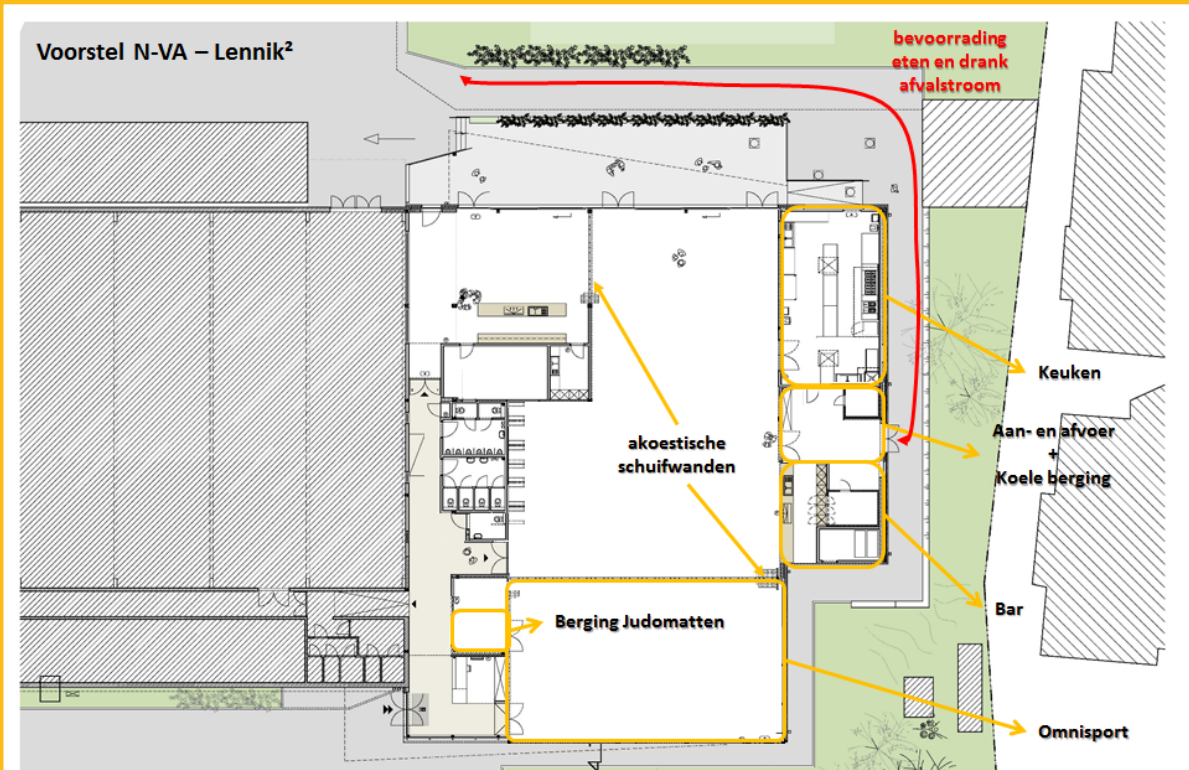 Voorstel N-VA – Lennik²
bevoorrading
eten en drank
afvalstroom
Keuken
akoestische
schuifwanden
Aan- en afvoer
+
Koele berging
Bar
Berging Judomatten
Omnisport